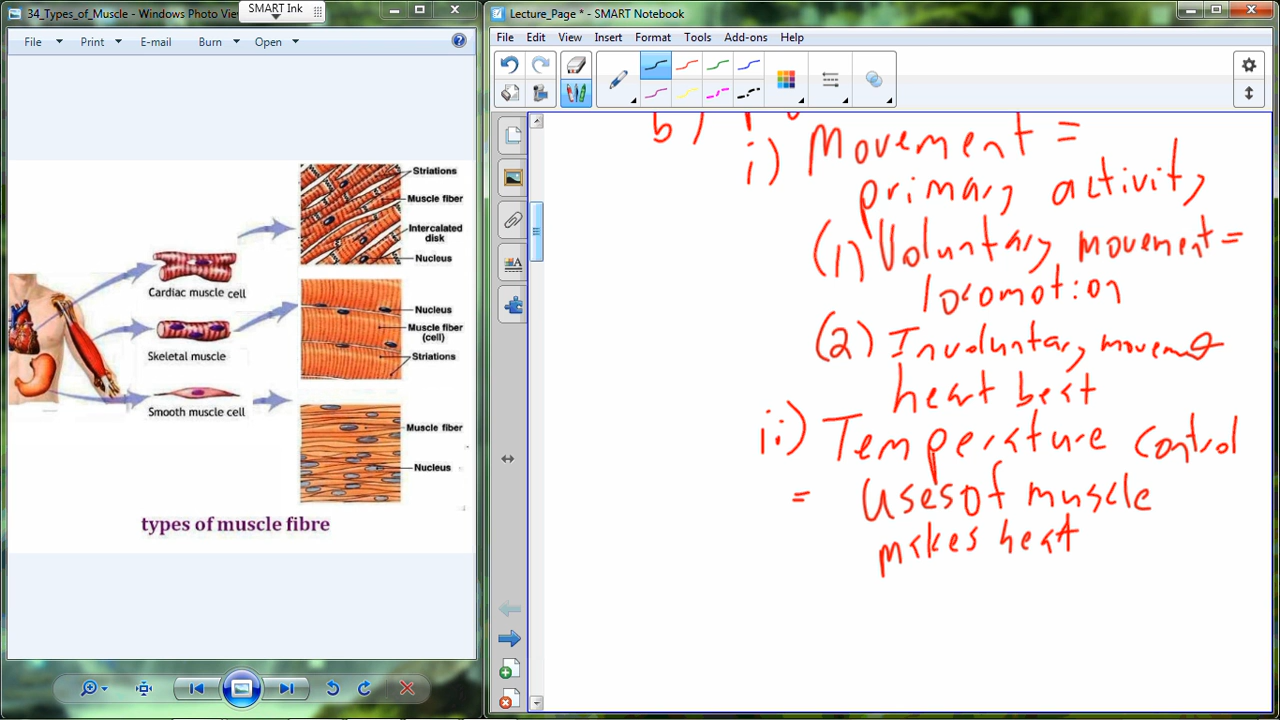 34_Types_of_Muscle - Windows Photo Vie
SMART Ink
File Print E-mail Burn Open
Striations
Muscle fiber
Intercalated
disk
Nucleus
Cardiac muscle cell
Nucleus
Muscle fiber
(cell)
Striations
Skeletal muscle
Smooth muscle cell
Muscle fiber
Nucleus
types of muscle fibre
Lecture_Page * - SMART Notebook
File Edit View Insert Format Tools Add-ons Help
b)
i) Movement =
primary activity
(1) Voluntary movement =
locomotion
(2) Involuntary movement
heart beat
ii) Temperature control
= uses of muscle
makes heat